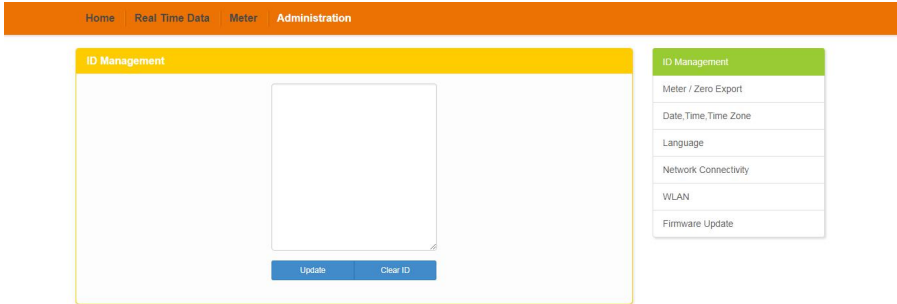 Home Real Time Data Meter Administration
ID Management
Update Clear ID
ID Management
Meter / Zero Export
Date,Time,Time Zone
Language
Network Connectivity
WLAN
Firmware Update